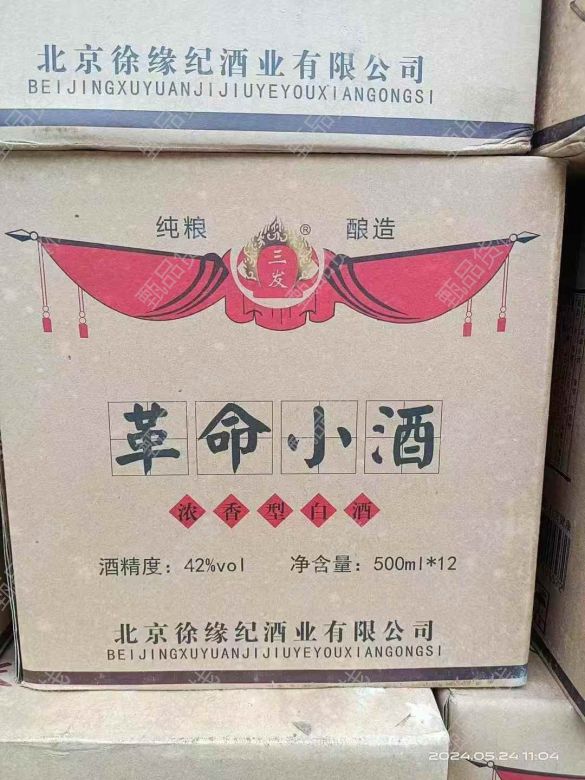 北京徐缘纪酒业有限公司
BEIJINGXUYUANJIJIUYEYOUXIANGONGSI
纯粮 ® 酿造
三发
革命小酒
浓香型白酒
酒精度：42%vol 净含量：500ml*12
北京徐缘纪酒业有限公司
BEIJINGXUYUANJIJIUYEYOUXIANGONGSI
2024.05.24 11:04